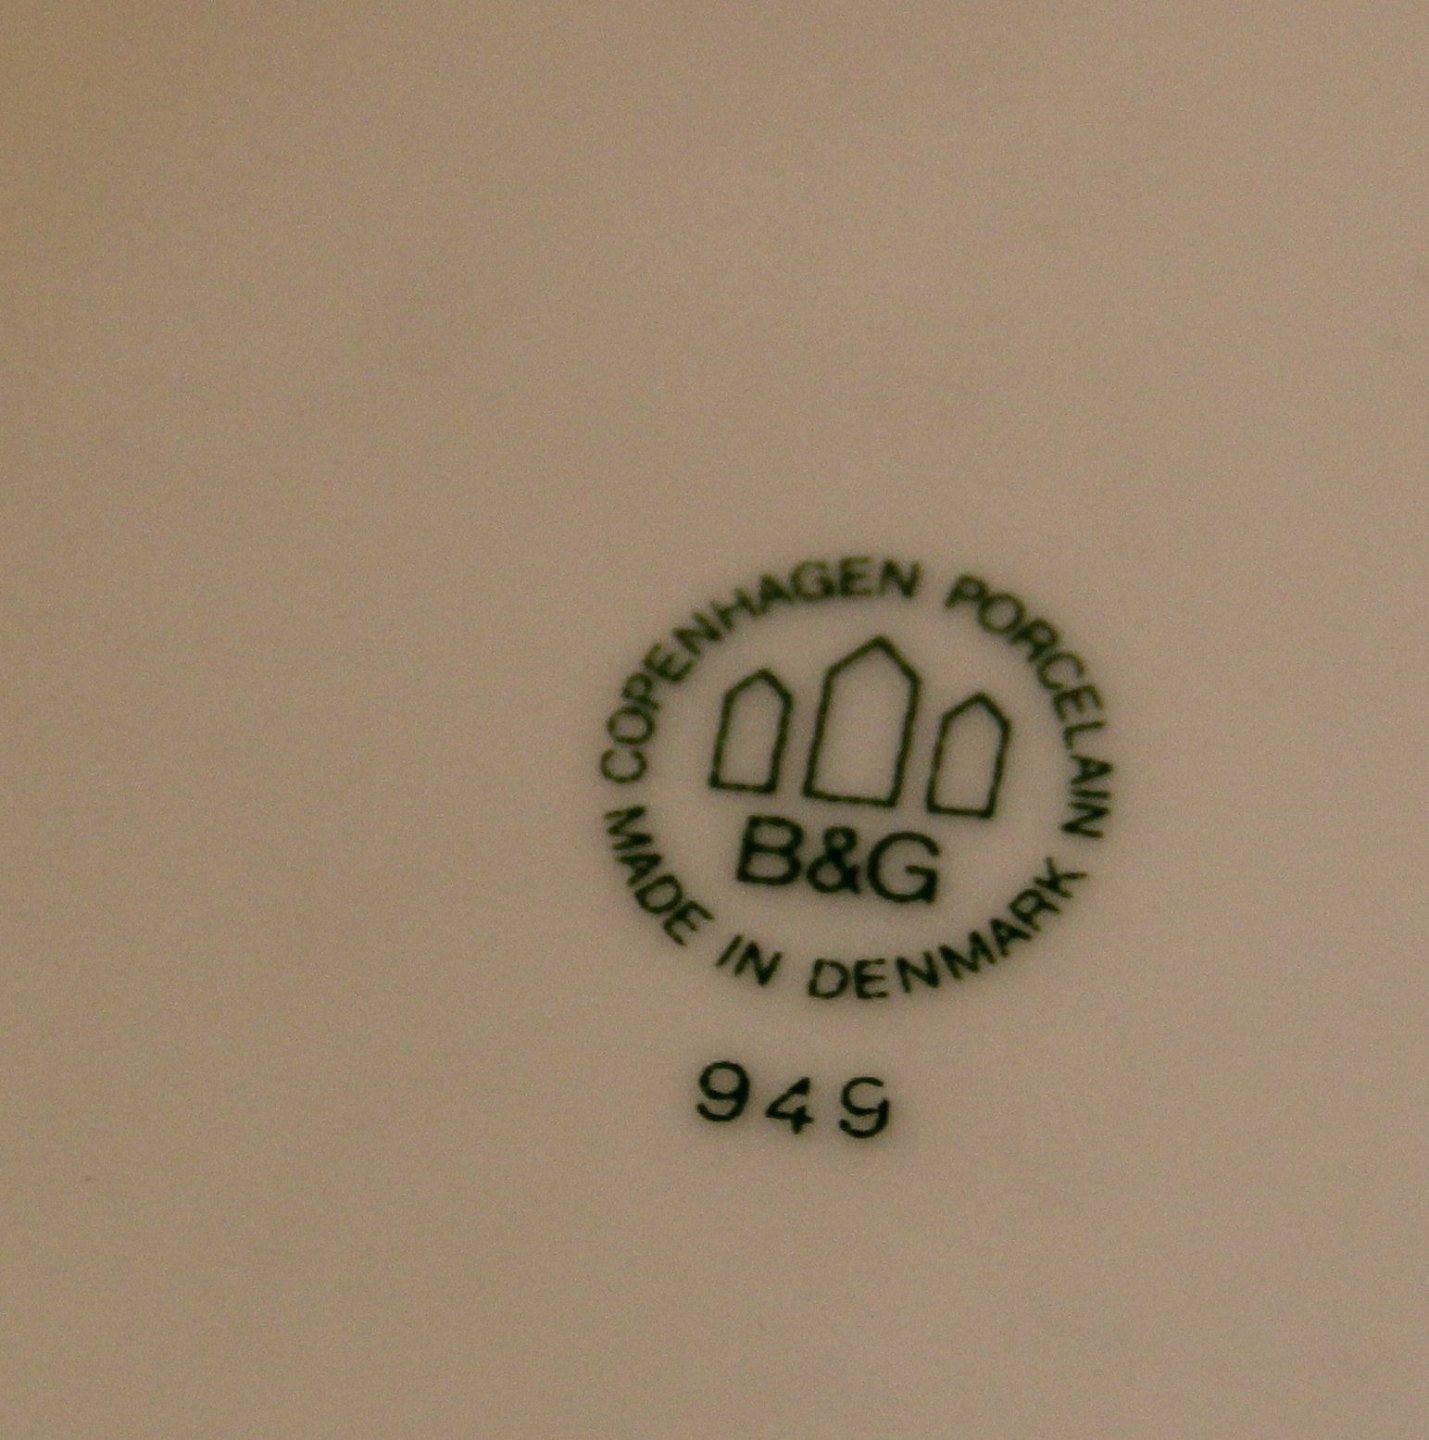 COPENHAGEN PORCELAIN
B&G
MADE IN DENMARK
949